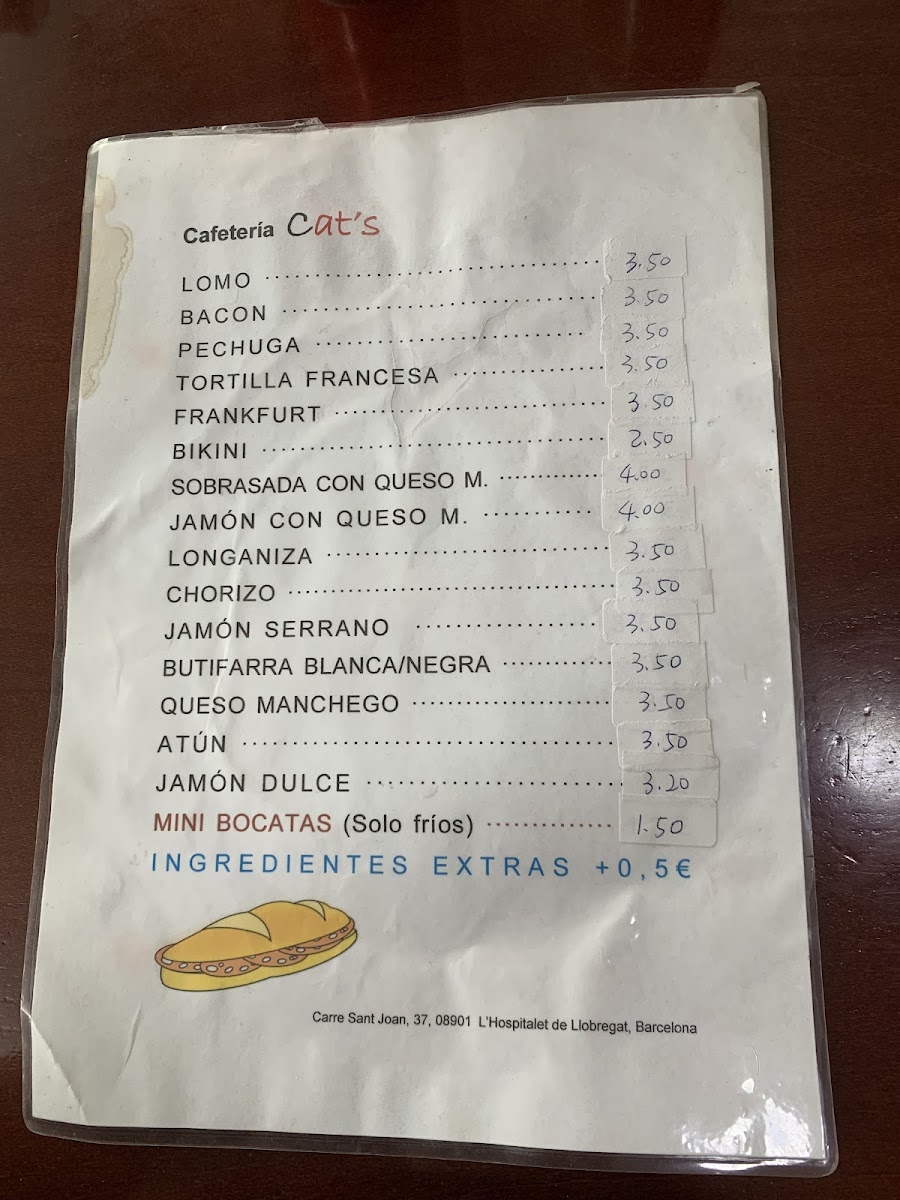 Cafetería Cat's
LOMO 3.50
BACON 3.50
PECHUGA 3.50
TORTILLA FRANCESA 3.50
FRANKFURT 3.50
BIKINI 2.50
SOBRASADA CON QUESO M. 4.00
JAMÓN CON QUESO M. 4.00
LONGANIZA 3.50
CHORIZO 3.50
JAMÓN SERRANO 3.50
BUTIFARRA BLANCA/NEGRA 3.50
QUESO MANCHEGO 3.50
ATÚN 3.50
JAMÓN DULCE 3.20
MINI BOCATAS (Solo fríos) 1.50
INGREDIENTES EXTRAS +0,5€
Carre Sant Joan, 37, 08901 L'Hospitalet de Llobregat, Barcelona